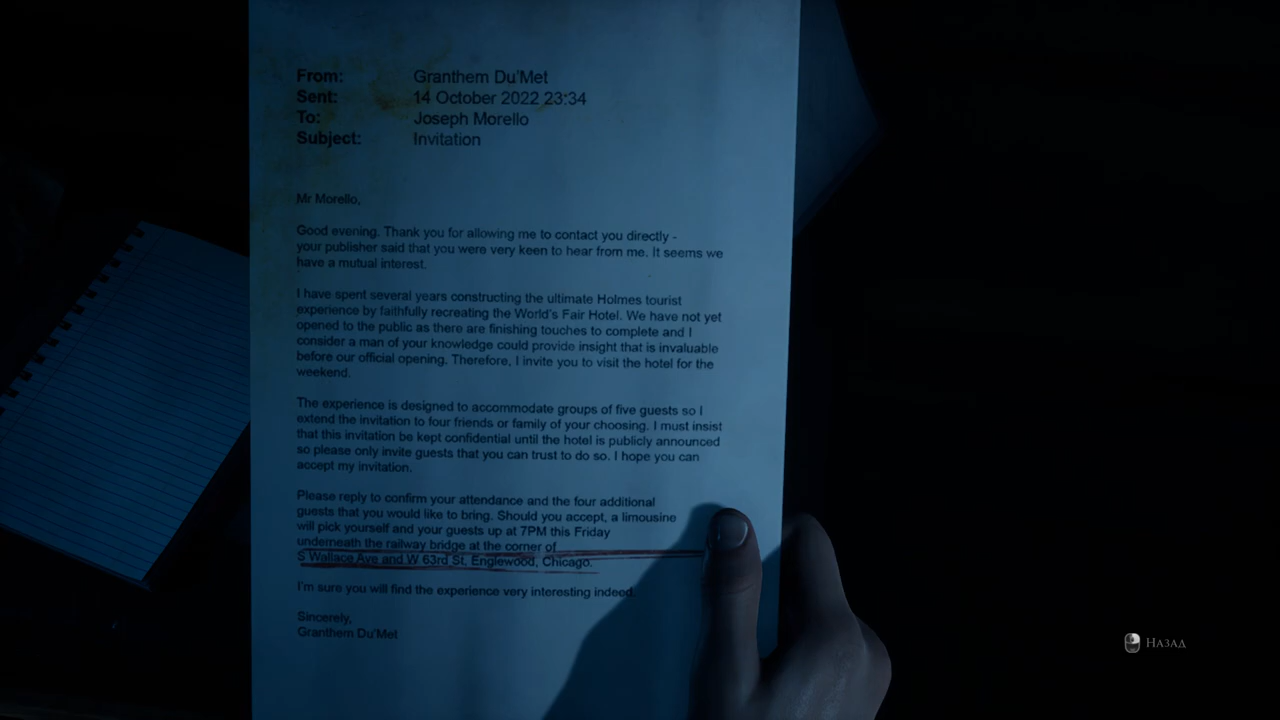 From: Granthem Du'Met
Sent: 14 October 2022 23:34
To: Joseph Morello
Subject: Invitation
Mr Morello,
Good evening. Thank you for allowing me to contact you directly -
your publisher said that you were very keen to hear from me. It seems we
have a mutual interest.
I have spent several years constructing the ultimate Holmes tourist
experience by faithfully recreating the World's Fair Hotel. We have not yet
opened to the public as there are finishing touches to complete and I
consider a man of your knowledge could provide insight that is invaluable
before our official opening. Therefore, I invite you to visit the hotel for the
weekend.
The experience is designed to accommodate groups of five guests so I
extend the invitation to four friends or family of your choosing. I must insist
that this invitation be kept confidential until the hotel is publicly announced
so please only invite guests that you can trust to do so. I hope you can
accept my invitation.
Please reply to confirm your attendance and the four additional
guests that you would like to bring. Should you accept, a limousine
will pick yourself and your guests up at 7PM this Friday
underneath the railway bridge at the corner of
S Wallace Ave and W 63rd St, Englewood, Chicago.
I'm sure you will find the experience very interesting indeed.
Sincerely,
Granthem Du'Met
Назад